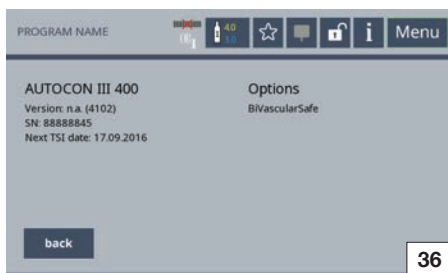 PROGRAM NAME
4.0
3.0
i
Menu
AUTOCON III 400
Version: n.a. (4102)
SN: 88888845
Next TSI date: 17.09.2016
Options
BiVascularSafe
back
36